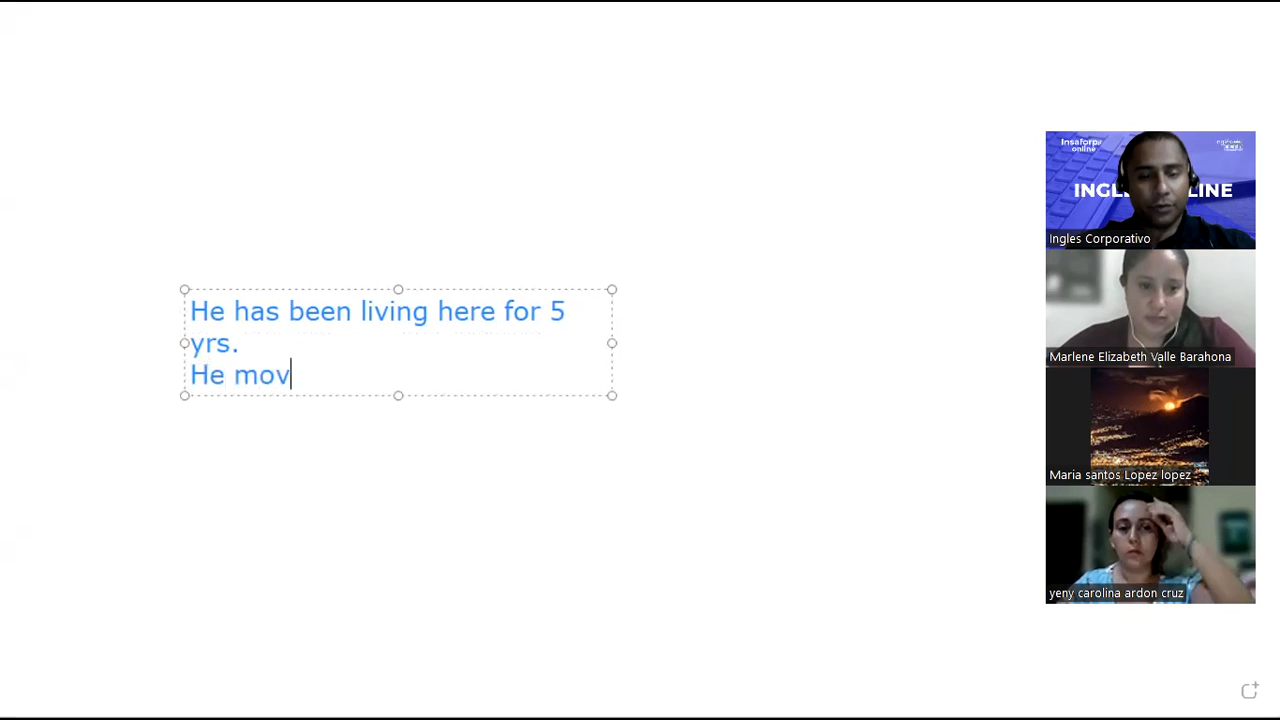 He has been living here for 5
yrs.
He mov
Insaforp
online
INGL LINE
Ingles Corporativo
Marlene Elizabeth Valle Barahona
Maria santos Lopez lopez
yeny carolina ardon cruz